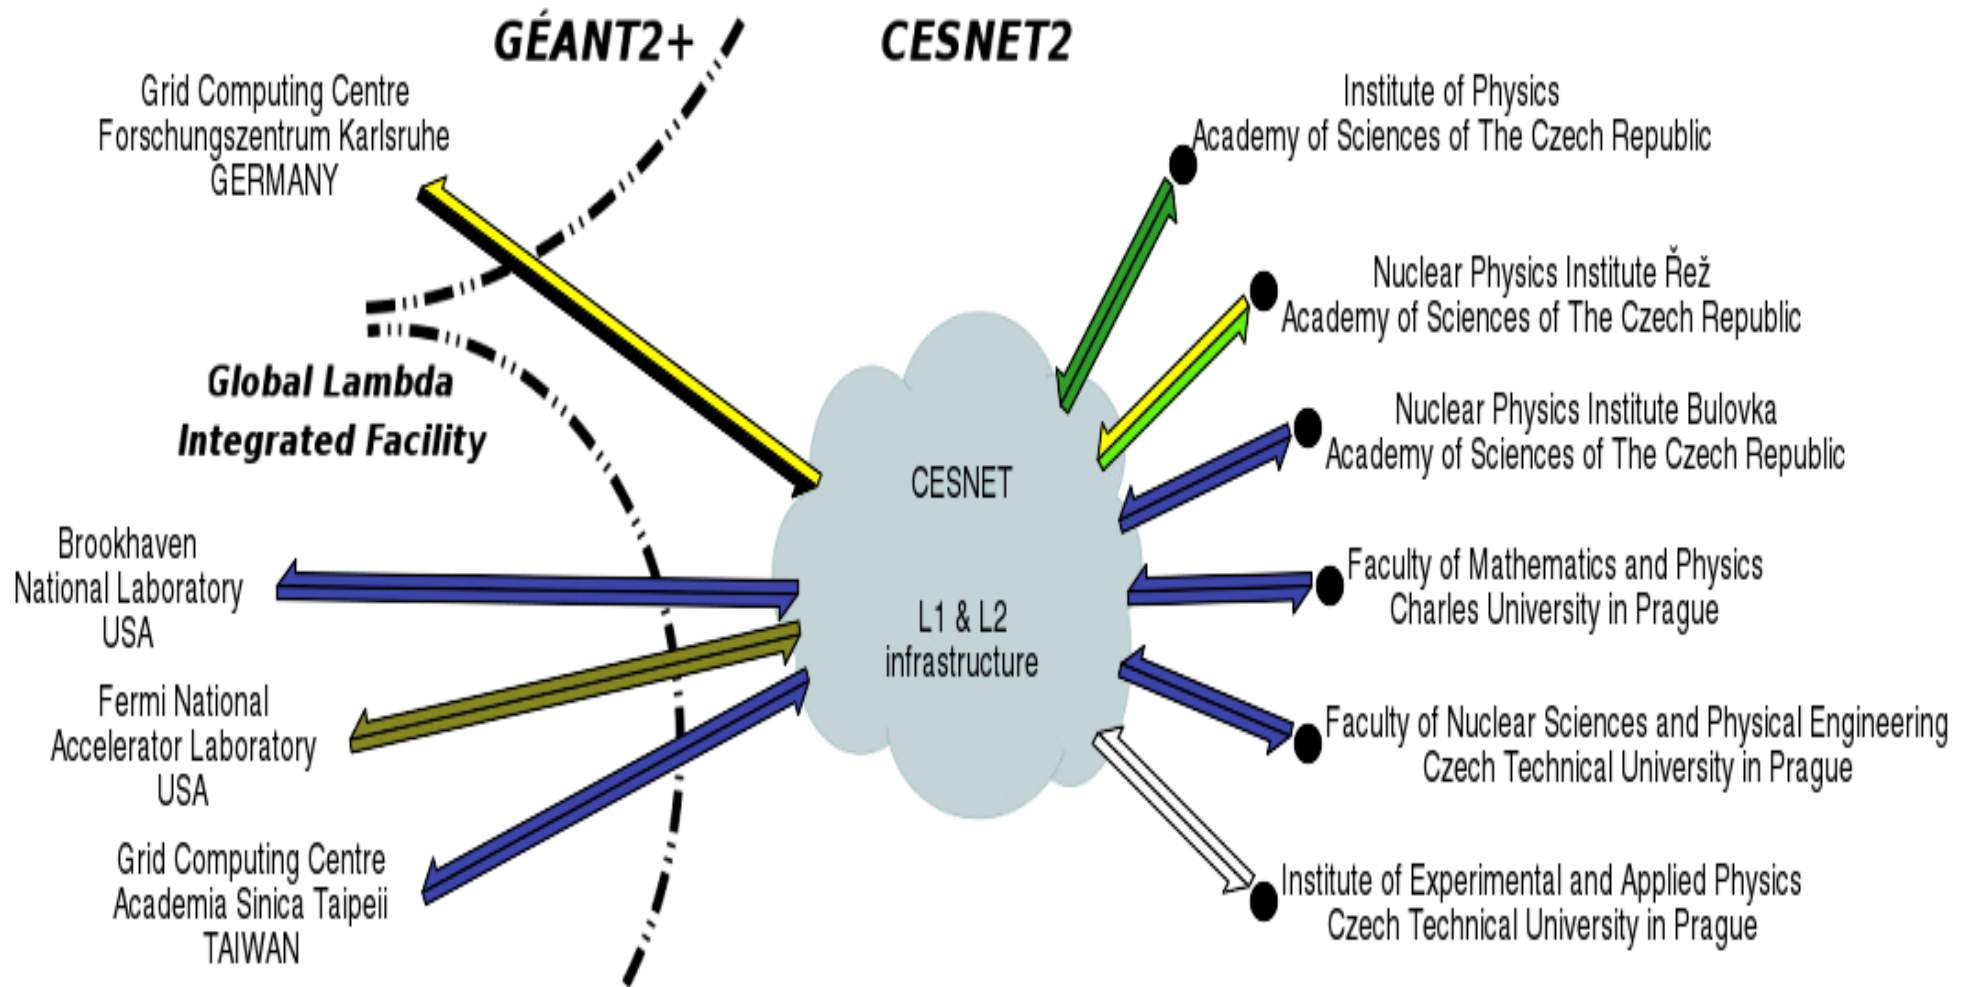 GÉANT2+
CESNET2
Grid Computing Centre
Forschungszentrum Karlsruhe
GERMANY
Global Lambda
Integrated Facility
Brookhaven
National Laboratory
USA
Fermi National
Accelerator Laboratory
USA
Grid Computing Centre
Academia Sinica Taipeii
TAIWAN
CESNET
L1 & L2
infrastructure
Institute of Physics
Academy of Sciences of The Czech Republic
Nuclear Physics Institute Řež
Academy of Sciences of The Czech Republic
Nuclear Physics Institute Bulovka
Academy of Sciences of The Czech Republic
Faculty of Mathematics and Physics
Charles University in Prague
Faculty of Nuclear Sciences and Physical Engineering
Czech Technical University in Prague
Institute of Experimental and Applied Physics
Czech Technical University in Prague